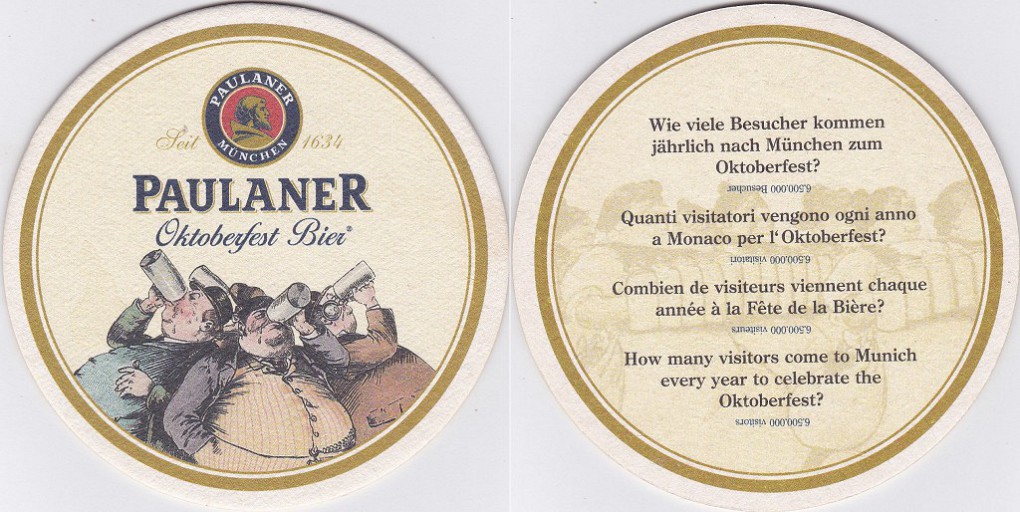 PAULANER
MÜNCHEN
Seit 1634
PAULANER
Oktoberfest Bier®
Wie viele Besucher kommen
jährlich nach München zum
Oktoberfest?
6.500.000 Besucher
Quanti visitatori vengono ogni anno
a Monaco per l'Oktoberfest?
6.500.000 visitatori
Combien de visiteurs viennent chaque
année à la Fête de la Bière?
6.500.000 visiteurs
How many visitors come to Munich
every year to celebrate the
Oktoberfest?
6.500.000 visitors